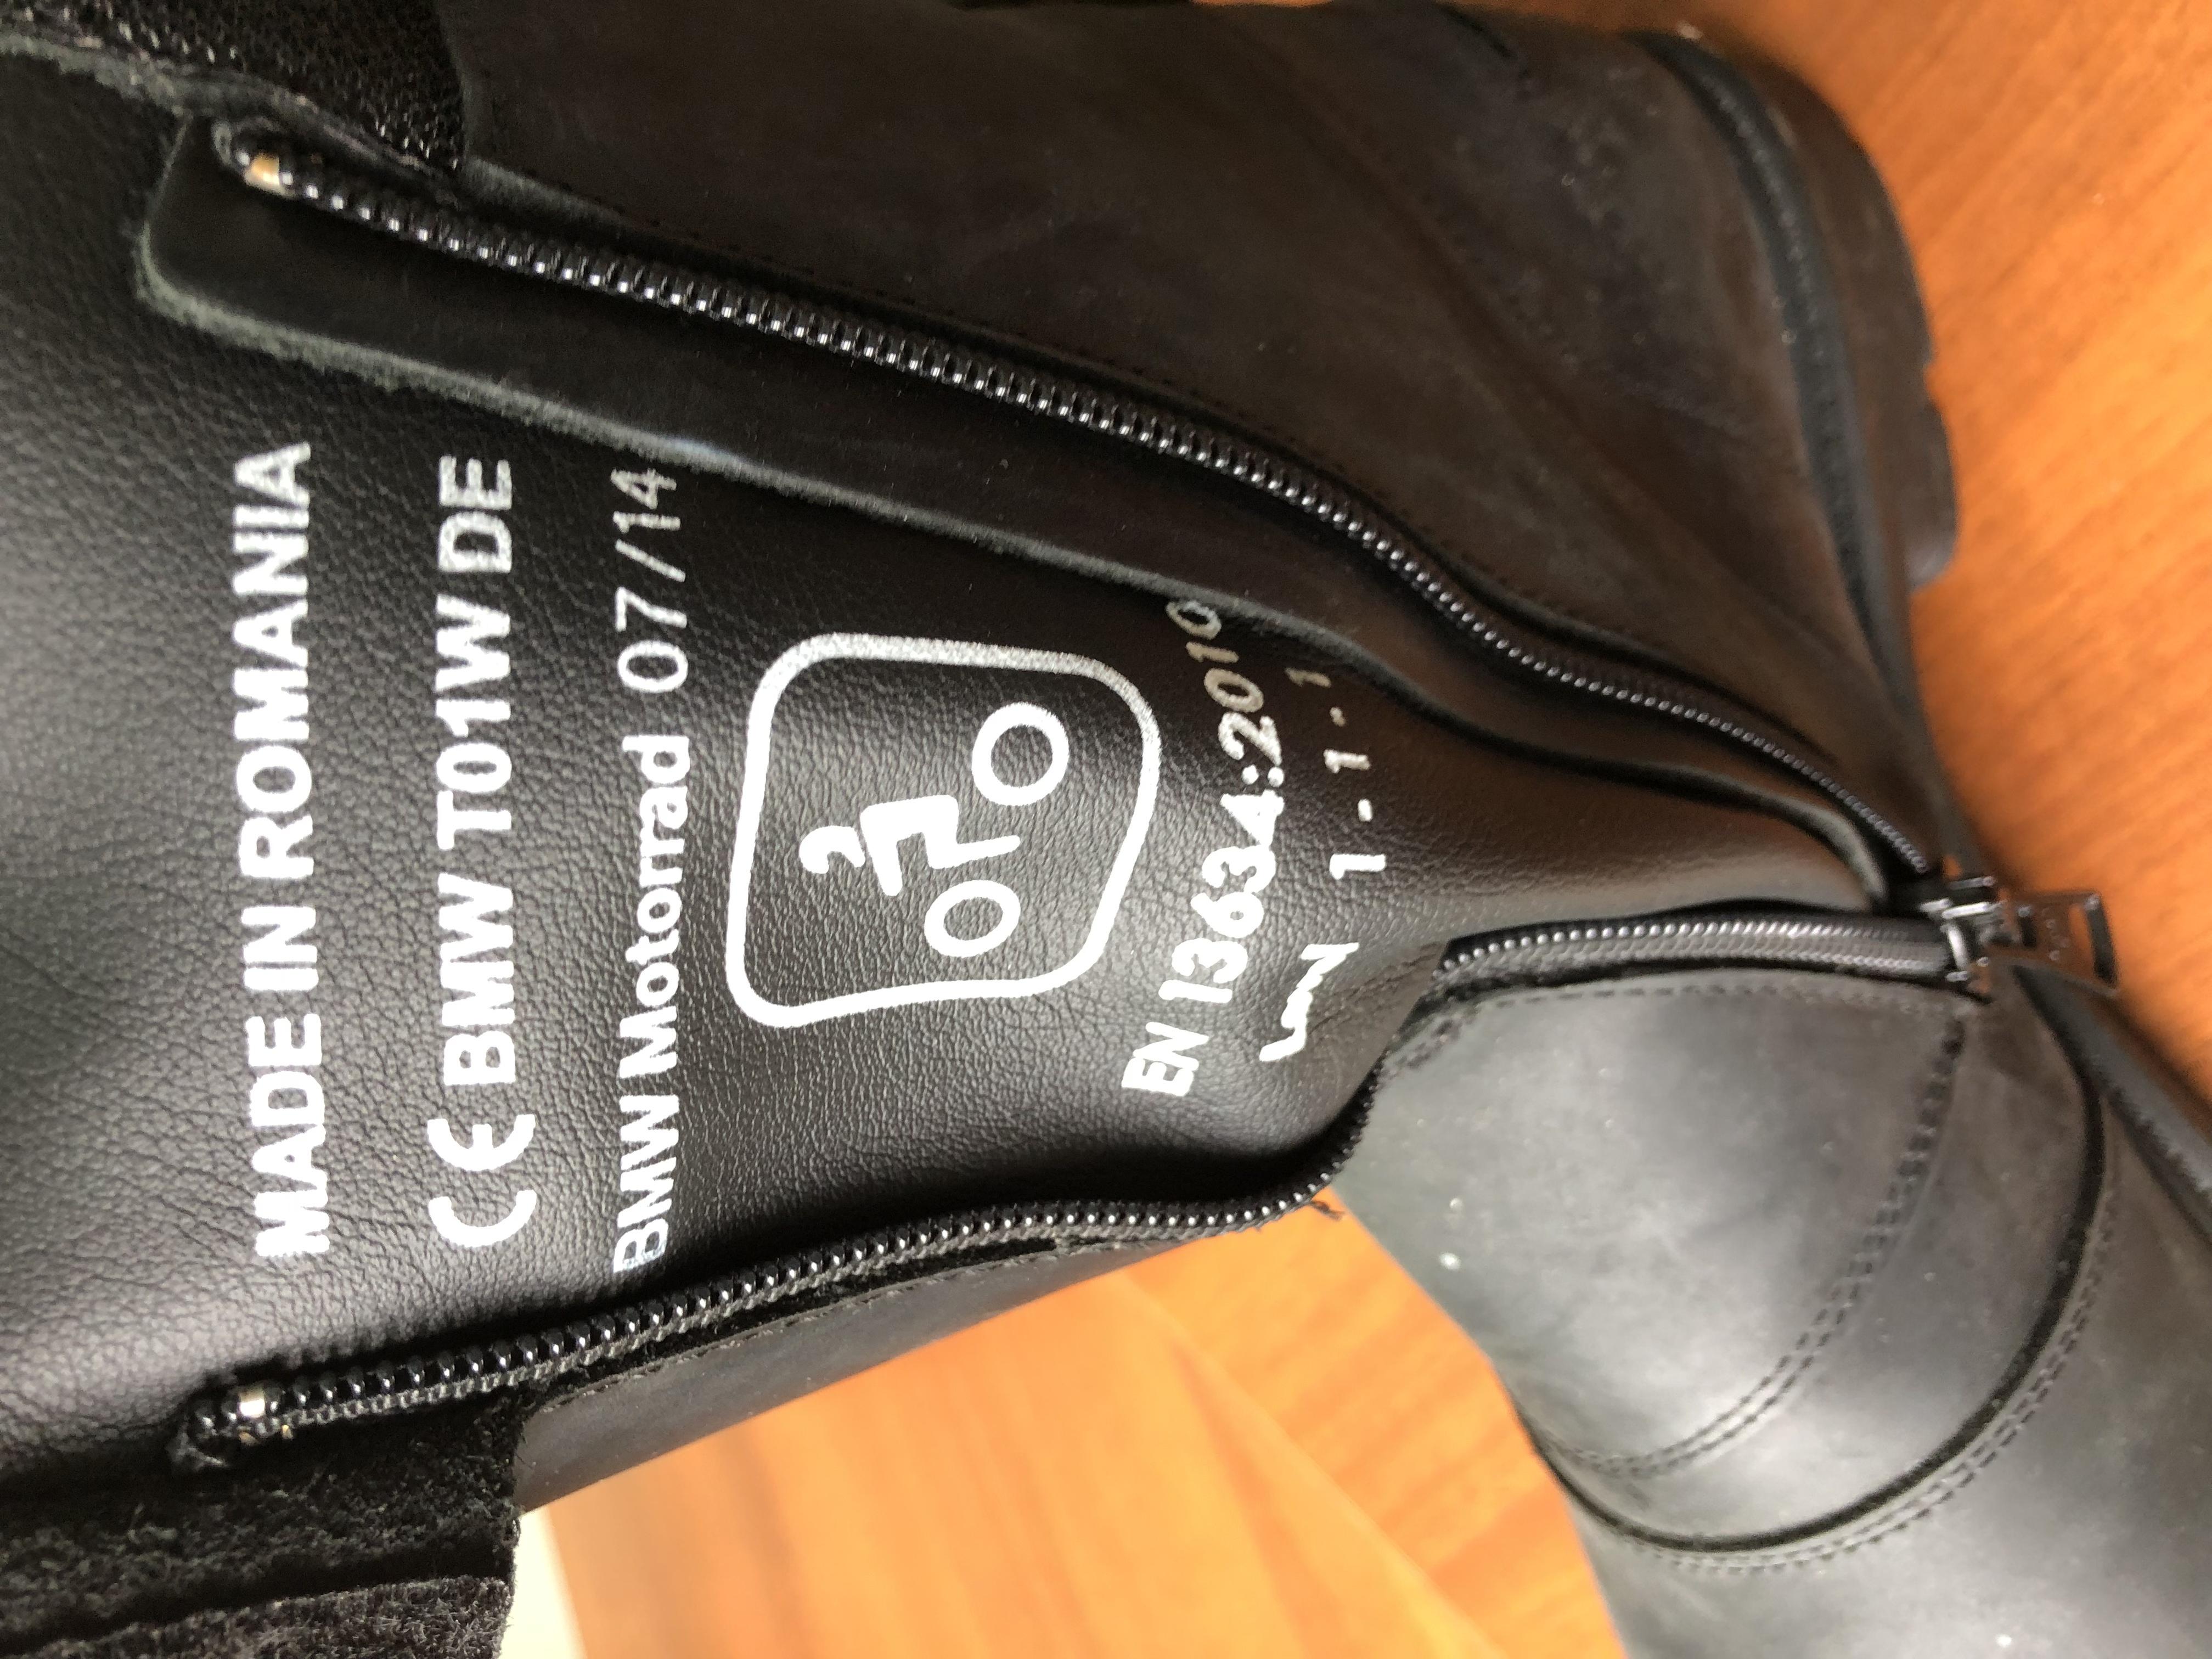 MADE IN ROMANIA
CE BMW T01W DE
BMW Motorrad 07/14
EN 13634:2010
1-1-1